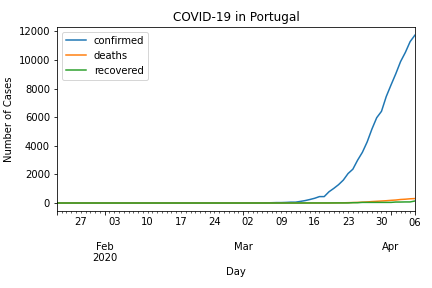 COVID-19 in Portugal
confirmed
deaths
recovered
Number of Cases
12000
10000
8000
6000
4000
2000
0
27 03 10 17 24 02 09 16 23 30 06
Feb Mar Apr
2020
Day